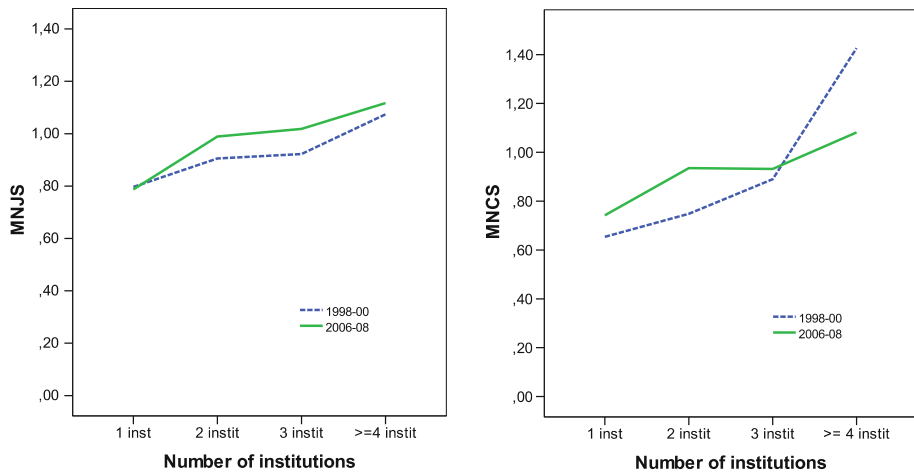 1,40
1,20
1,00
,80
,60
,40
,20
,00
MNJS
1998-00
2006-08
1 inst
2 instit
3 instit
>=4 instit
Number of institutions
1,40
1,20
1,00
,80
,60
,40
,20
,00
MNCS
1998-00
2006-08
1 inst
2 instit
3 instit
>= 4 instit
Number of institutions